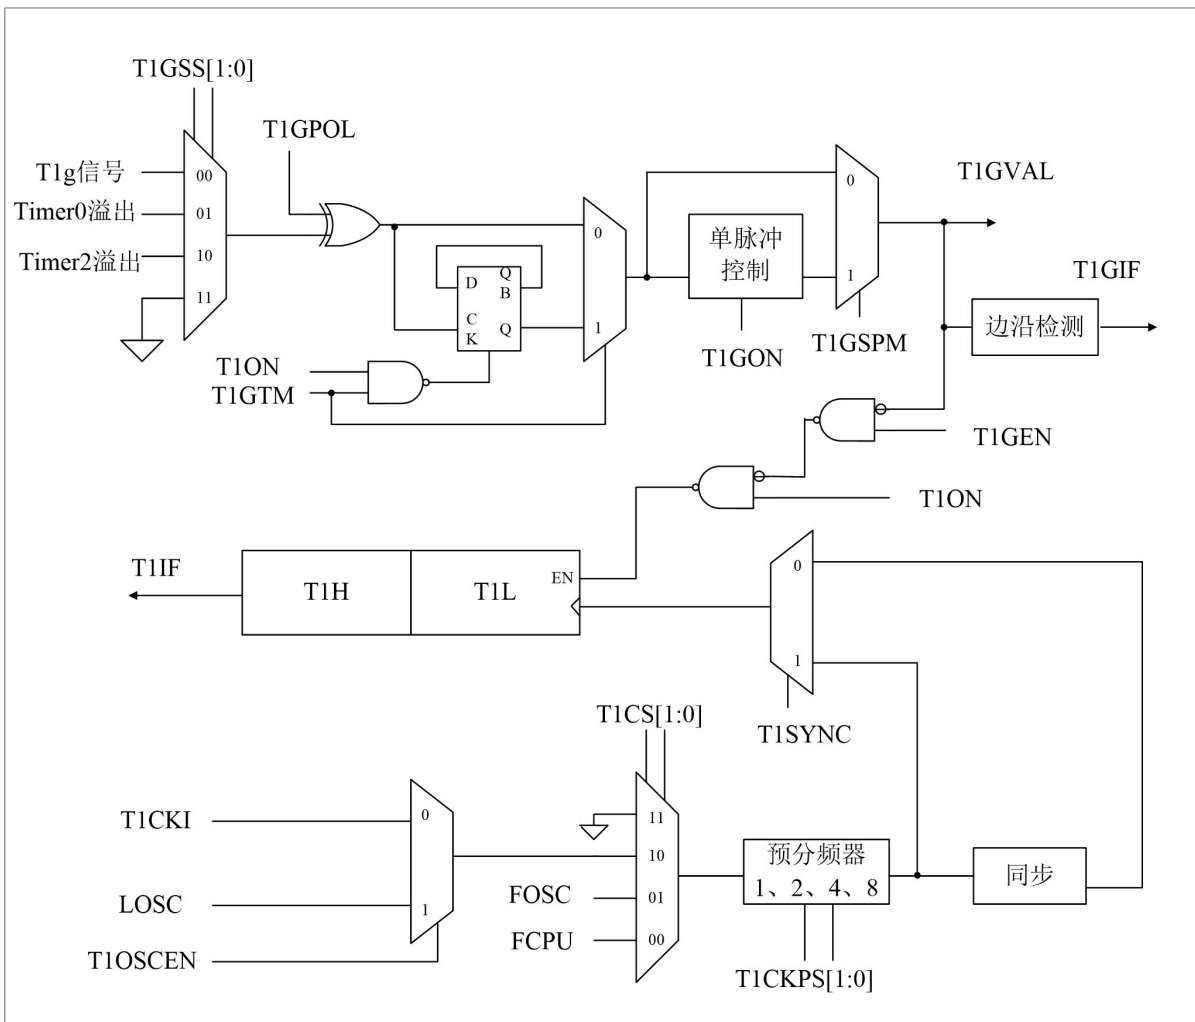 T1GSS[1:0]
T1GPOL
T1g信号
00
Timer0溢出
01
Timer2溢出
10
11
0
1
D
Q
B
C
K
Q
T1ON
T1GTM
单脉冲
控制
T1GON
0
1
T1GSPM
T1GVAL
T1GIF
边沿检测
T1GEN
T1ON
T1IF
T1H
T1L
EN
0
1
T1SYNC
T1CS[1:0]
T1CKI
0
LOSC
1
T1OSCEN
11
10
FOSC
01
FCPU
00
预分频器
1、2、4、8
T1CKPS[1:0]
同步